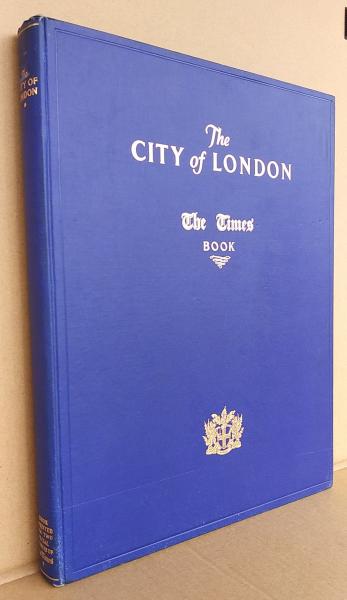 The
CITY of LONDON
The Times
BOOK
The
CITY OF
LONDON